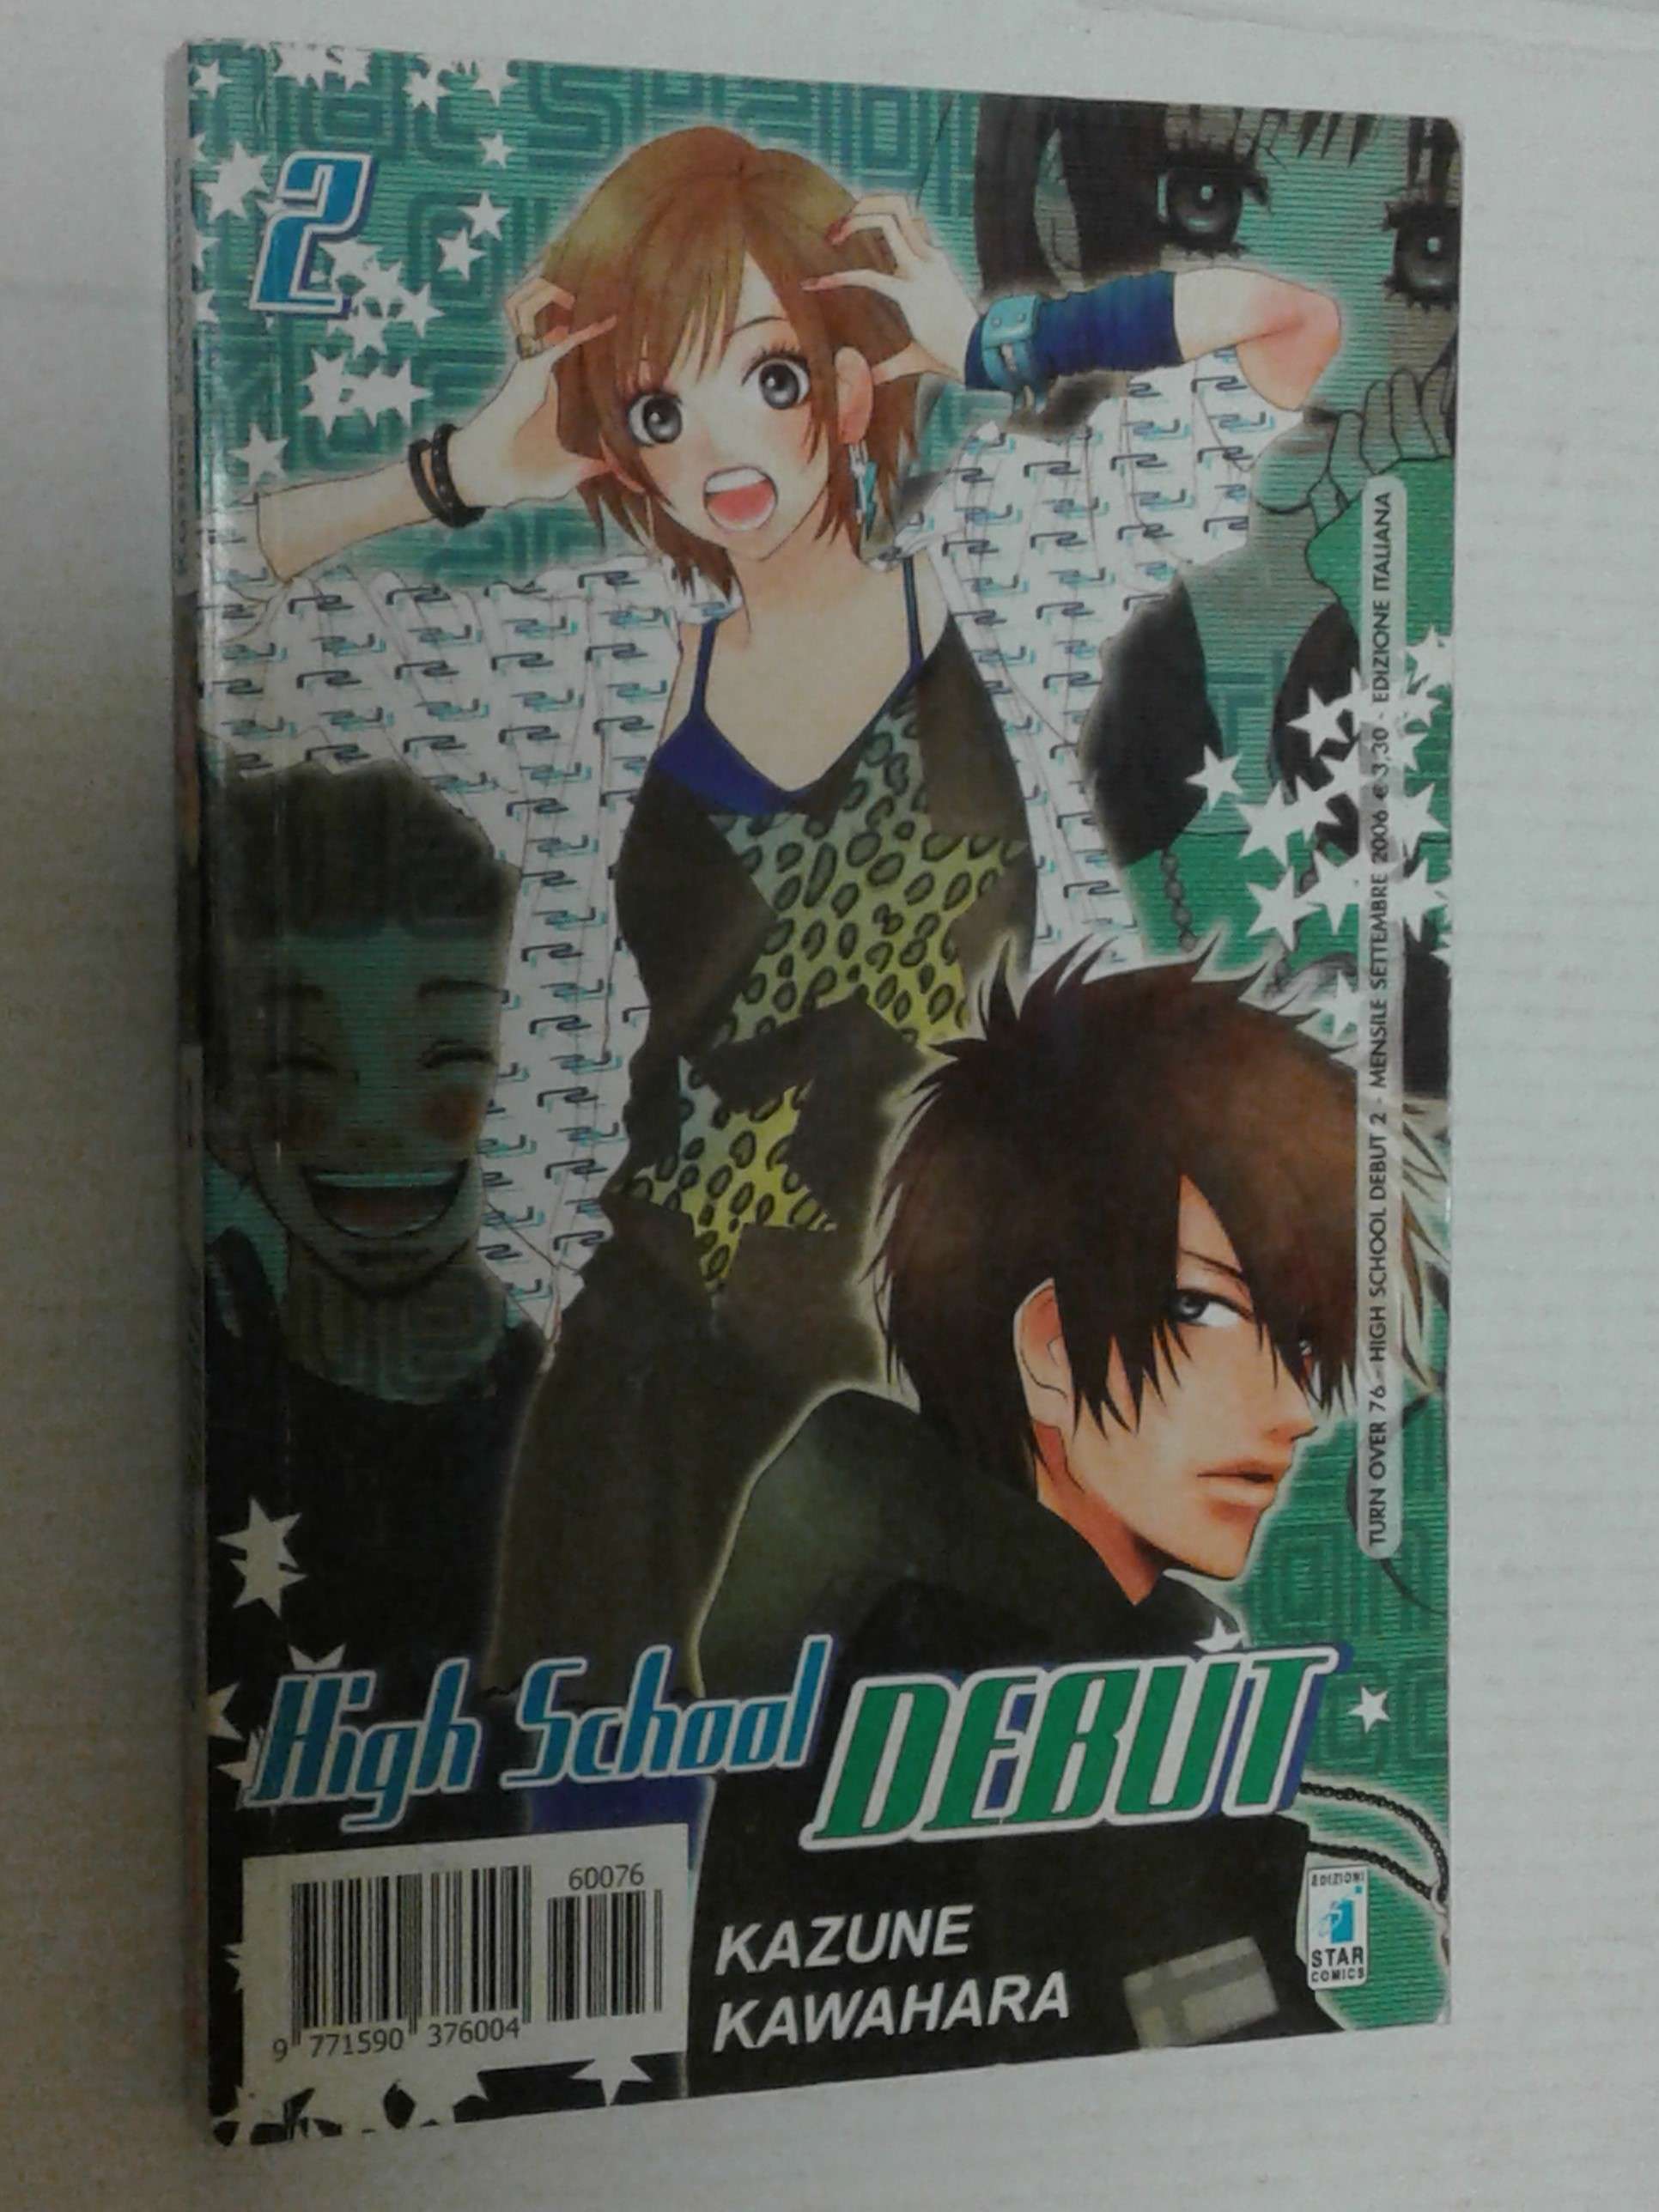 2
TURN OVER 76 - HIGH SCHOOL DEBUT 2 - MENSILE SETTEMBRE 2006 € 3,30 - EDIZIONE ITALIANA
High School DEBUT
60076
9 771590 376004
KAZUNE
KAWAHARA
EDIZIONI
STAR
COMICS